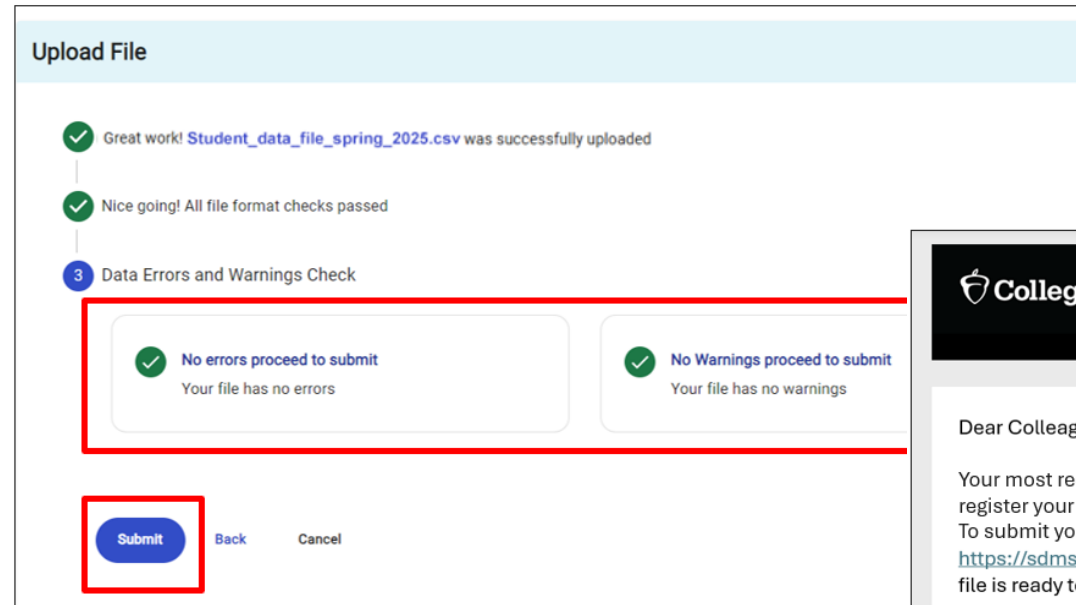 Upload File
Great work! Student_data_file_spring_2025.csv was successfully uploaded
Nice going! All file format checks passed
3 Data Errors and Warnings Check
No errors proceed to submit
Your file has no errors
No Warnings proceed to submit
Your file has no warnings
Submit Back Cancel
Dear
Your most
register your
To submit
https://sdms
file is ready